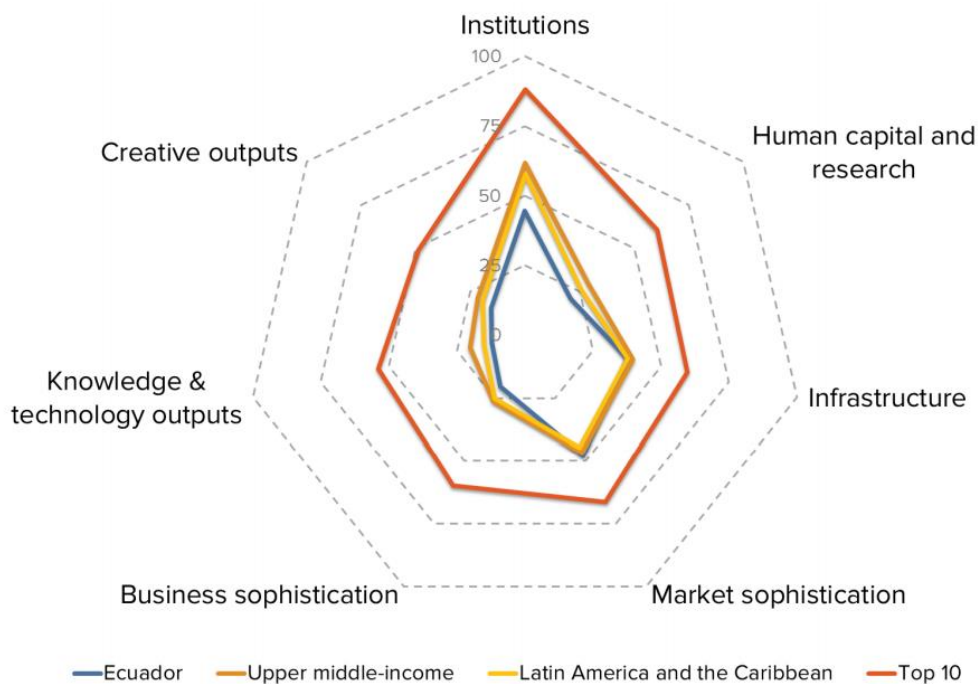 Institutions
100
75
50
25
0
Human capital and
research
Creative outputs
Knowledge &
technology outputs
Infrastructure
Business sophistication
Market sophistication
Ecuador
Upper middle-income
Latin America and the Caribbean
Top 10